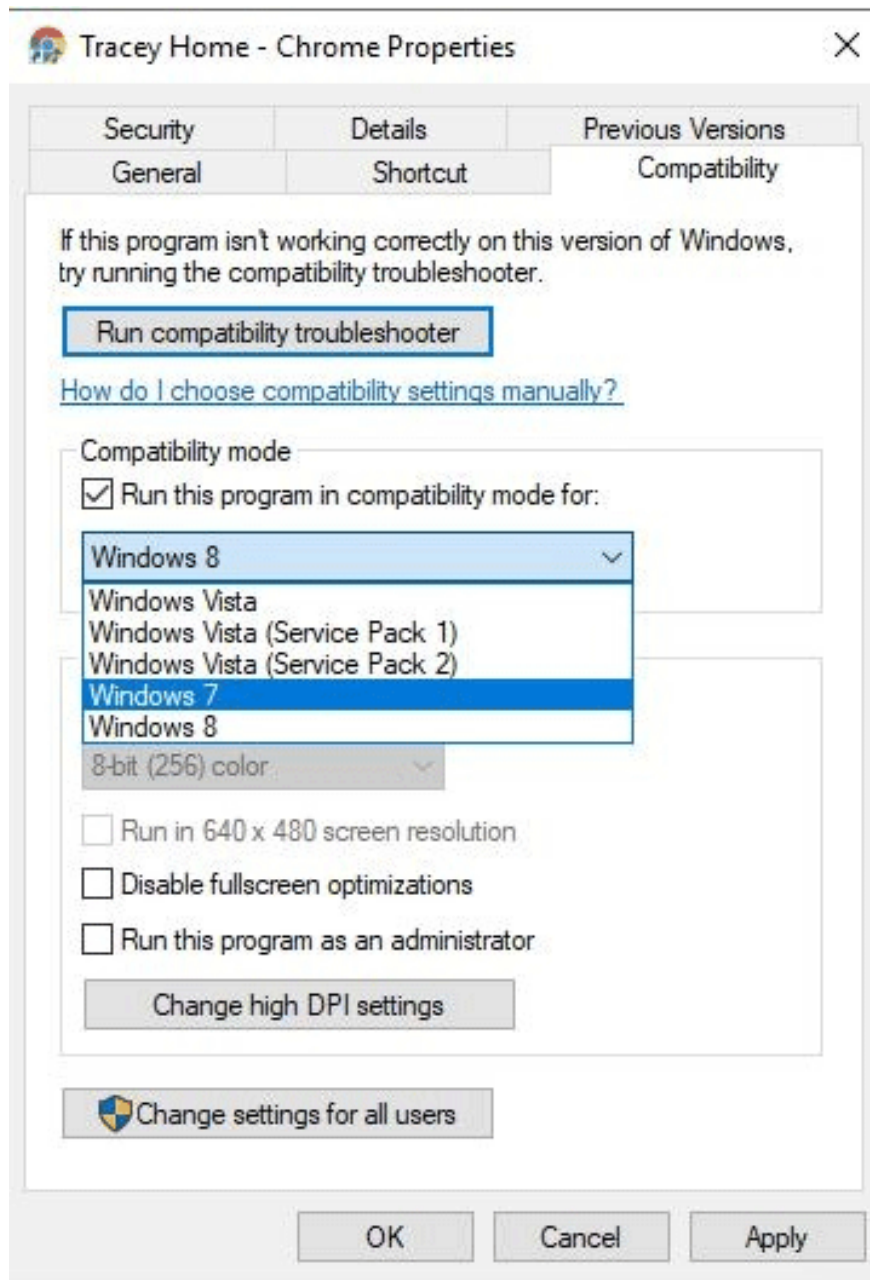 Tracey Home - Chrome Properties
Security Details Previous Versions
General Shortcut Compatibility
If this program isn't working correctly on this version of Windows,
try running the compatibility troubleshooter.
Run compatibility troubleshooter
How do I choose compatibility settings manually?
Compatibility mode
Run this program in compatibility mode for:
Windows 8
Windows Vista
Windows Vista (Service Pack 1)
Windows Vista (Service Pack 2)
Windows 7
Windows 8
8-bit (256) color
Run in 640 x 480 screen resolution
Disable fullscreen optimizations
Run this program as an administrator
Change high DPI settings
Change settings for all users
OK Cancel Apply